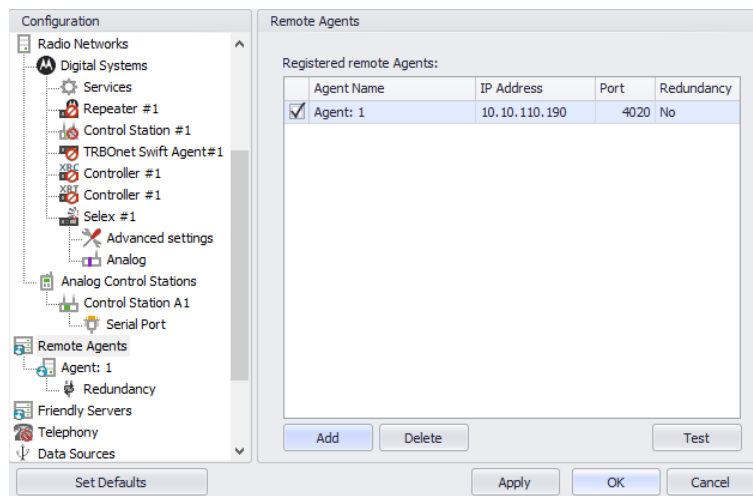 Configuration
Radio Networks
Digital Systems
Services
Repeater #1
Control Station #1
TRBOnet Swift Agent#1
XRC Controller #1
XRT Controller #1
Selex #1
Advanced settings
Analog
Analog Control Stations
Control Station A1
Serial Port
Remote Agents
Agent: 1
Redundancy
Friendly Servers
Telephony
Data Sources
Set Defaults
Remote Agents
Registered remote Agents:
Agent Name IP Address Port Redundancy
Agent: 1 10.10.110.190 4020 No
Add Delete Test
Apply OK Cancel